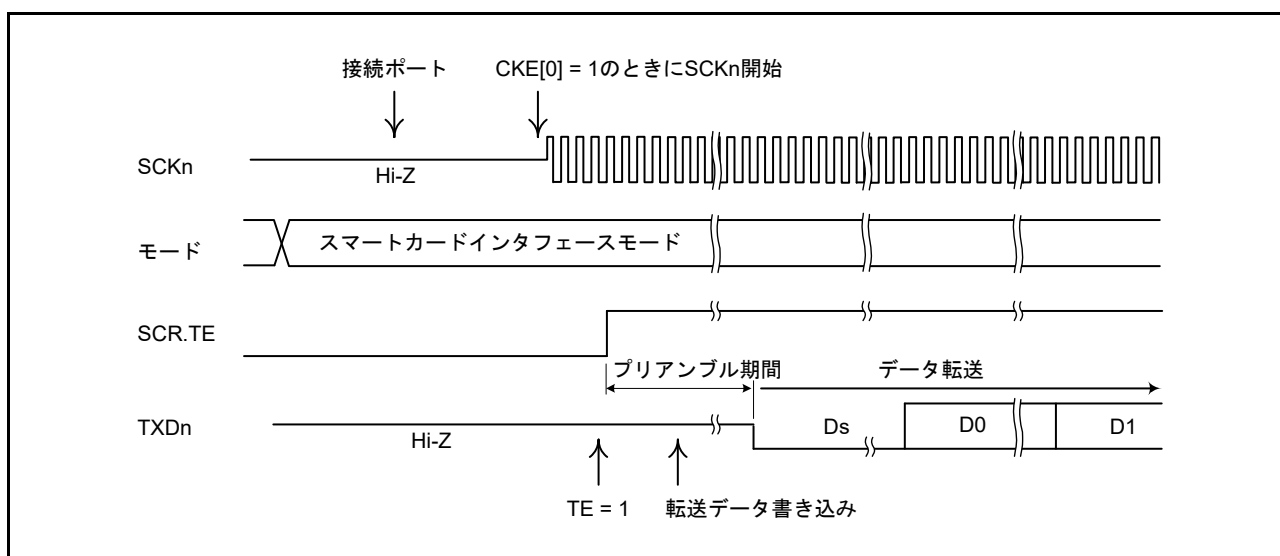 接続ポート CKE[0] = 1のときにSCKn開始
SCKn
Hi-Z
モード スマートカードインタフェースモード
SCR.TE
プリアンブル期間 データ転送
TXDn
Hi-Z Ds D0 D1
TE = 1 転送データ書き込み